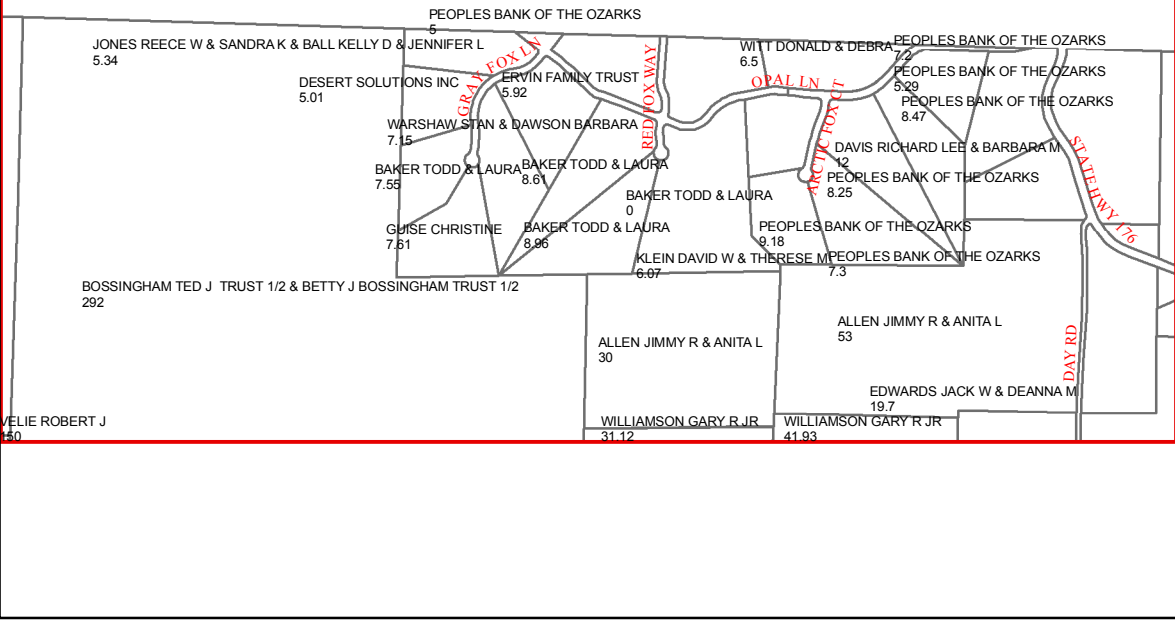 PEOPLES BANK OF THE OZARKS
5
JONES REECE W & SANDRA K & BALL KELLY D & JENNIFER L
5.34
GRAY FOX LN
RED FOX WAY
WITT DONALD & DEBRA
6.5
PEOPLES BANK OF THE OZARKS
7.2
DESERT SOLUTIONS INC
5.01
ERVIN FAMILY TRUST
5.92
OPAL LN
PEOPLES BANK OF THE OZARKS
5.29
PEOPLES BANK OF THE OZARKS
8.47
WARSHAW STAN & DAWSON BARBARA
7.15
ARCTIC FOX CT
DAVIS RICHARD LEE & BARBARA M
12
STATE HWY 176
BAKER TODD & LAURA
7.55
BAKER TODD & LAURA
8.61
BAKER TODD & LAURA
0
PEOPLES BANK OF THE OZARKS
8.25
GUISE CHRISTINE
7.61
BAKER TODD & LAURA
8.96
PEOPLES BANK OF THE OZARKS
9.18
KLEIN DAVID W & THERESE M
6.07
PEOPLES BANK OF THE OZARKS
7.3
BOSSINGHAM TED J TRUST 1/2 & BETTY J BOSSINGHAM TRUST 1/2
292
ALLEN JIMMY R & ANITA L
30
ALLEN JIMMY R & ANITA L
53
DAY RD
EDWARDS JACK W & DEANNA M
19.7
VELIE ROBERT J
150
WILLIAMSON GARY R JR
31.12
WILLIAMSON GARY R JR
41.93